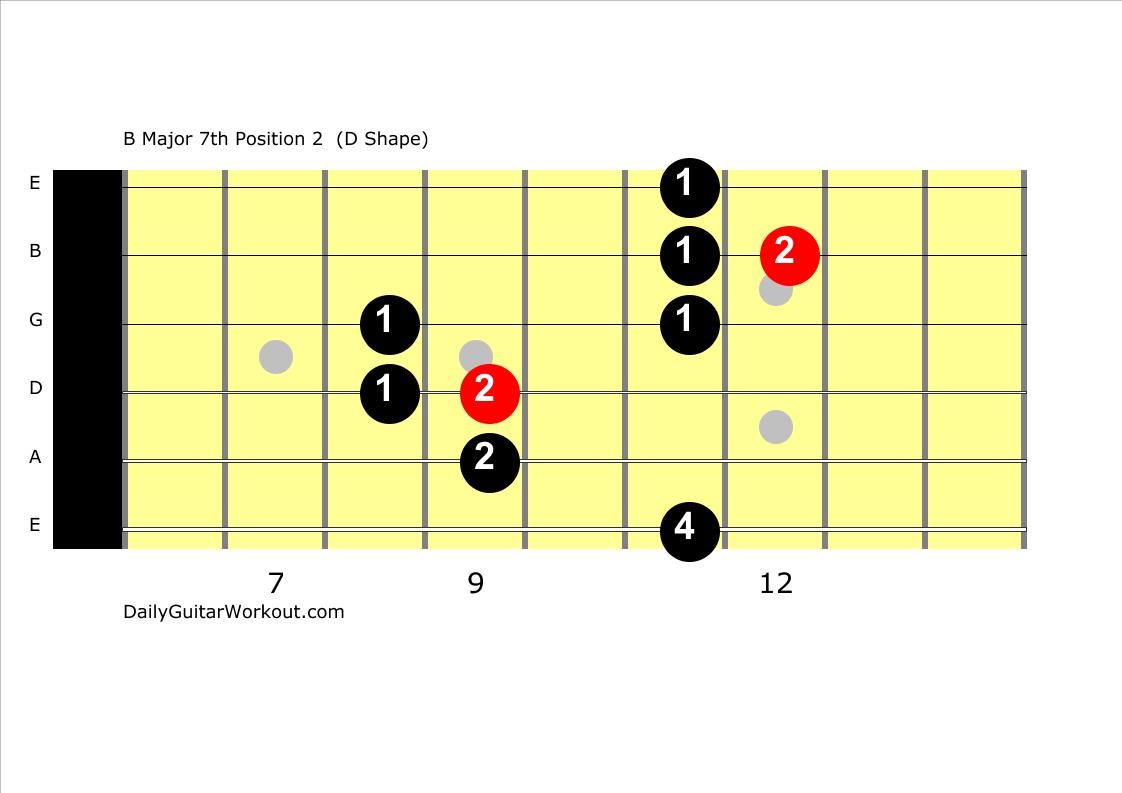 B Major 7th Position 2 (D Shape)
E 1
B 1 2
G 1 1
D 1 2
A 2
E 4
7 9 12
DailyGuitarWorkout.com